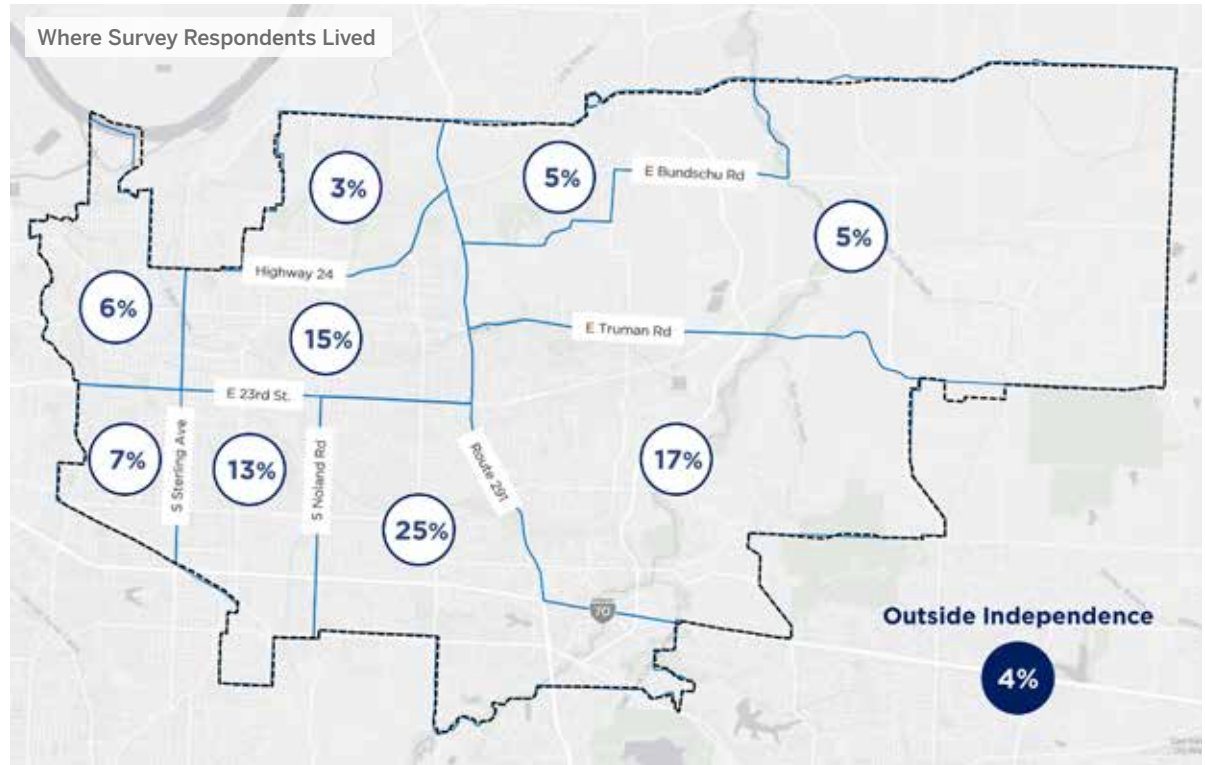 Where Survey Respondents Lived
3%
5%
E Bundschu Rd
5%
Highway 24
6%
15%
E Truman Rd
E 23rd St.
7%
S Sterling Ave
13%
S Noland Rd
25%
Route 291
17%
70
Outside Independence
4%